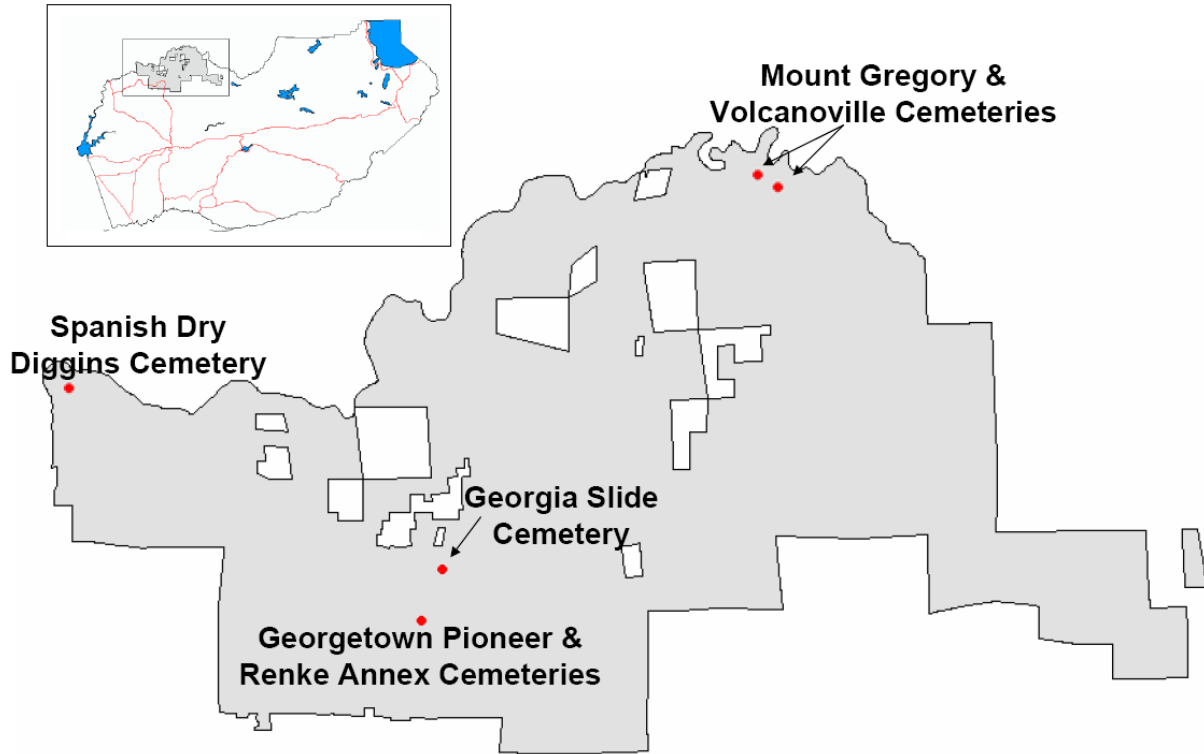 Mount Gregory &
Volcanoville Cemeteries
Spanish Dry
Diggins Cemetery
Georgia Slide
Cemetery
Georgetown Pioneer &
Renke Annex Cemeteries